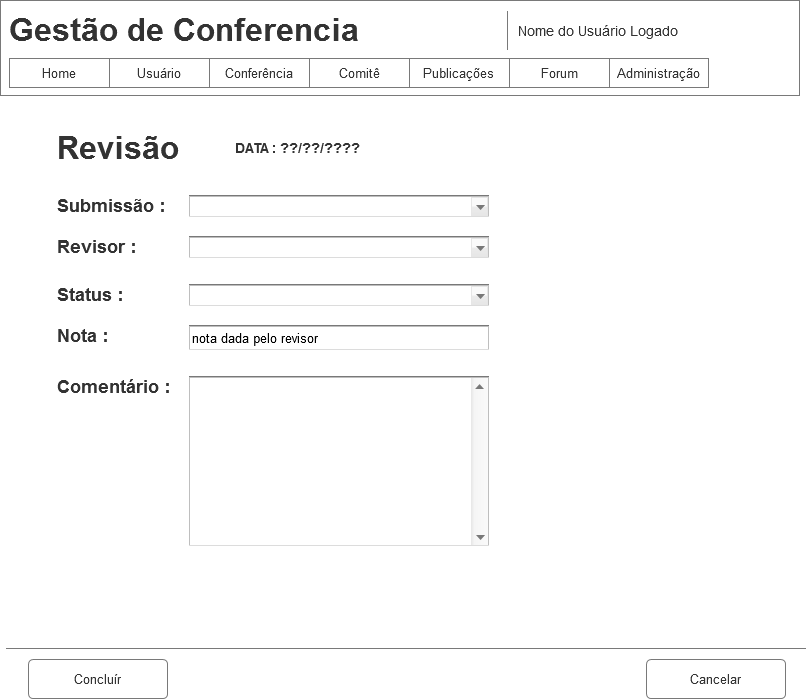 Gestão de Conferencia
Nome do Usuário Logado
Home Usuário Conferência Comitê Publicações Forum Administração
Revisão
DATA : ??/??/????
Submissão :
Revisor :
Status :
Nota : nota dada pelo revisor
Comentário :
Concluír Cancelar